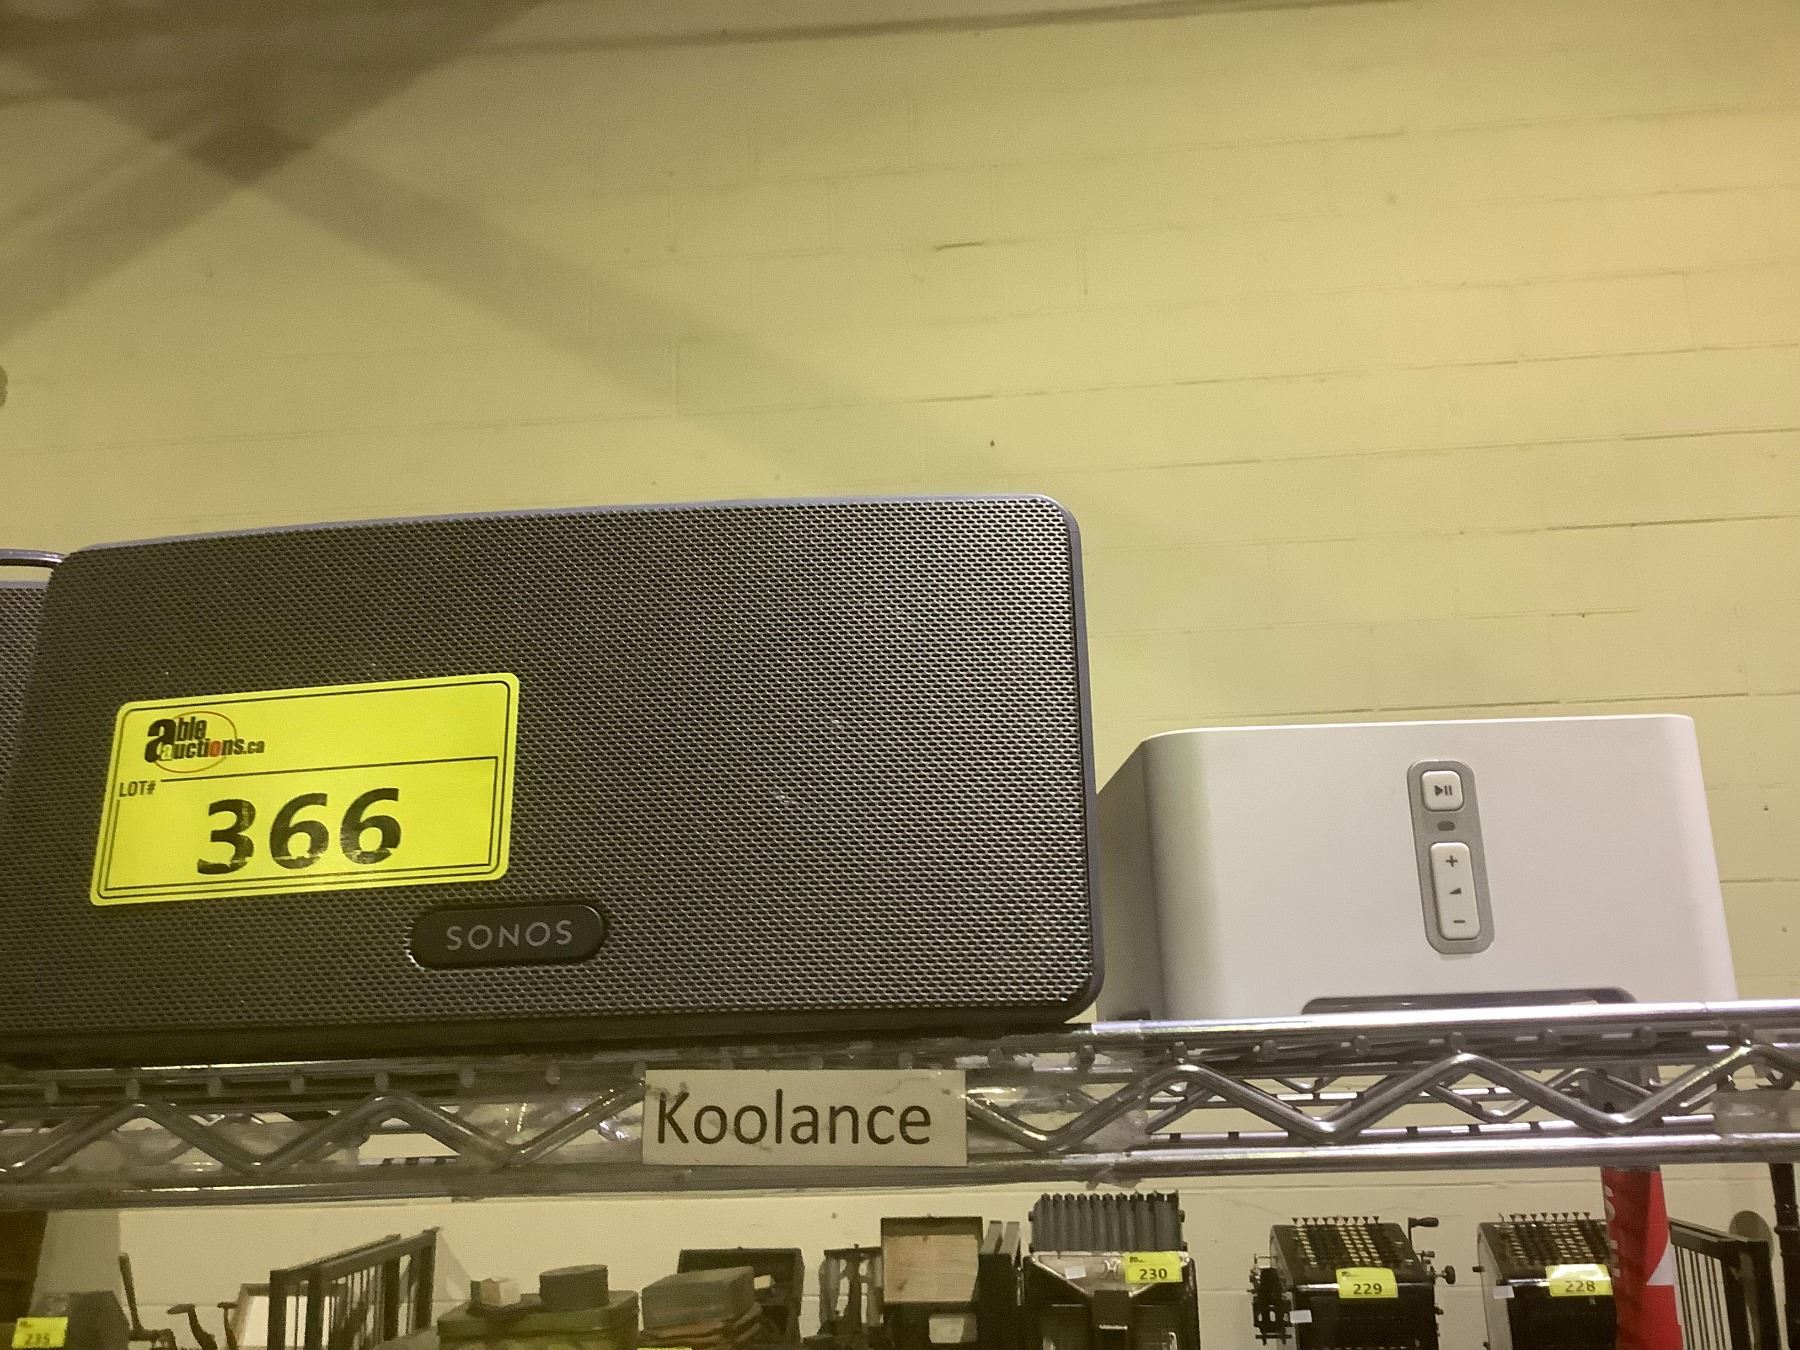 able
auctions.ca
LOT#
366
SONOS
+
-
Koolance
230
229
228
235